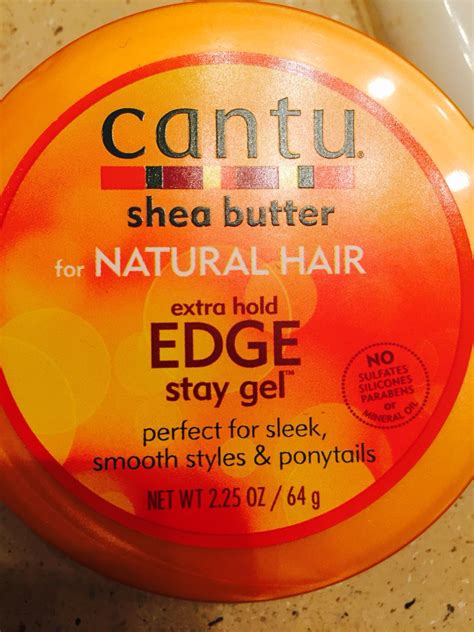 cantu®
shea butter
for NATURAL HAIR
extra hold
EDGE
stay gel™
NO
SULFATES
SILICONES
PARABENS
or
MINERAL OIL
perfect for sleek,
smooth styles & ponytails
NET WT 2.25 OZ / 64 g